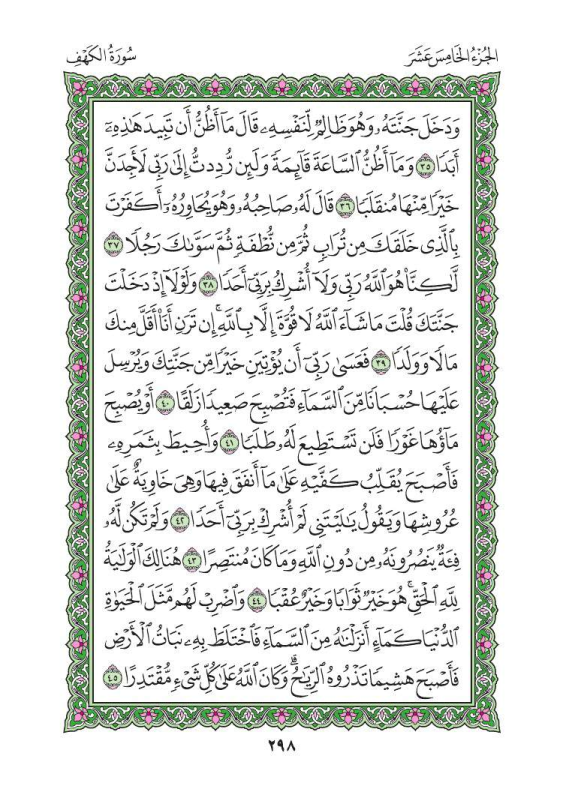 الجُزْءُ الخَامِسَ عَشَرَ
سُورَةُ الكَهْفِ
وَدَخَلَ جَنَّتَهُۥ وَهُوَ ظَالِمٌ لِّنَفْسِهِۦ قَالَ مَآ أَظُنُّ أَن تَبِيدَ هَٰذِهِۦٓ
أَبَدًا ٣٥ وَمَآ أَظُنُّ ٱلسَّاعَةَ قَآئِمَةً وَلَئِن رُّدِدتُّ إِلَىٰ رَبِّى لَأَجِدَنَّ
خَيْرًا مِّنْهَا مُنقَلَبًا ٣٦ قَالَ لَهُۥ صَاحِبُهُۥ وَهُوَ يُحَاوِرُهُۥٓ أَكَفَرْتَ
بِٱلَّذِى خَلَقَكَ مِن تُرَابٍ ثُمَّ مِن نُّطْفَةٍ ثُمَّ سَوَّىٰكَ رَجُلًا ٣٧
لَّٰكِنَّا۠ هُوَ ٱللَّهُ رَبِّى وَلَآ أُشْرِكُ بِرَبِّىٓ أَحَدًا ٣٨ وَلَوْلَآ إِذْ دَخَلْتَ
جَنَّتَكَ قُلْتَ مَا شَآءَ ٱللَّهُ لَا قُوَّةَ إِلَّا بِٱللَّهِ ۚ إِن تَرَنِ أَنَا۠ أَقَلَّ مِنكَ
مَالًا وَوَلَدًا ٣٩ فَعَسَىٰ رَبِّىٓ أَن يُؤْتِيَنِ خَيْرًا مِّن جَنَّتِكَ وَيُرْسِلَ
عَلَيْهَا حُسْبَانًا مِّنَ ٱلسَّمَآءِ فَتُصْبِحَ صَعِيدًا زَلَقًا ٤٠ أَوْ يُصْبِحَ
مَآؤُهَا غَوْرًا فَلَن تَسْتَطِيعَ لَهُۥ طَلَبًا ٤١ وَأُحِيطَ بِثَمَرِهِۦ
فَأَصْبَحَ يُقَلِّبُ كَفَّيْهِ عَلَىٰ مَآ أَنفَقَ فِيهَا وَهِىَ خَاوِيَةٌ عَلَىٰ
عُرُوشِهَا وَيَقُولُ يَٰلَيْتَنِى لَمْ أُشْرِكْ بِرَبِّىٓ أَحَدًا ٤٢ وَلَمْ تَكُن لَّهُۥ
فِئَةٌ يَنصُرُونَهُۥ مِن دُونِ ٱللَّهِ وَمَا كَانَ مُنتَصِرًا ٤٣ هُنَالِكَ ٱلْوَلَٰيَةُ
لِلَّهِ ٱلْحَقِّ ۚ هُوَ خَيْرٌ ثَوَابًا وَخَيْرٌ عُقْبًا ٤٤ وَٱضْرِبْ لَهُم مَّثَلَ ٱلْحَيَوٰةِ
ٱلدُّنْيَا كَمَآءٍ أَنزَلْنَٰهُ مِنَ ٱلسَّمَآءِ فَٱخْتَلَطَ بِهِۦ نَبَاتُ ٱلْأَرْضِ
فَأَصْبَحَ هَشِيمًا تَذْرُوهُ ٱلرِّيَٰحُ ۗ وَكَانَ ٱللَّهُ عَلَىٰ كُلِّ شَىْءٍ مُّقْتَدِرًا ٤٥
٢٩٨